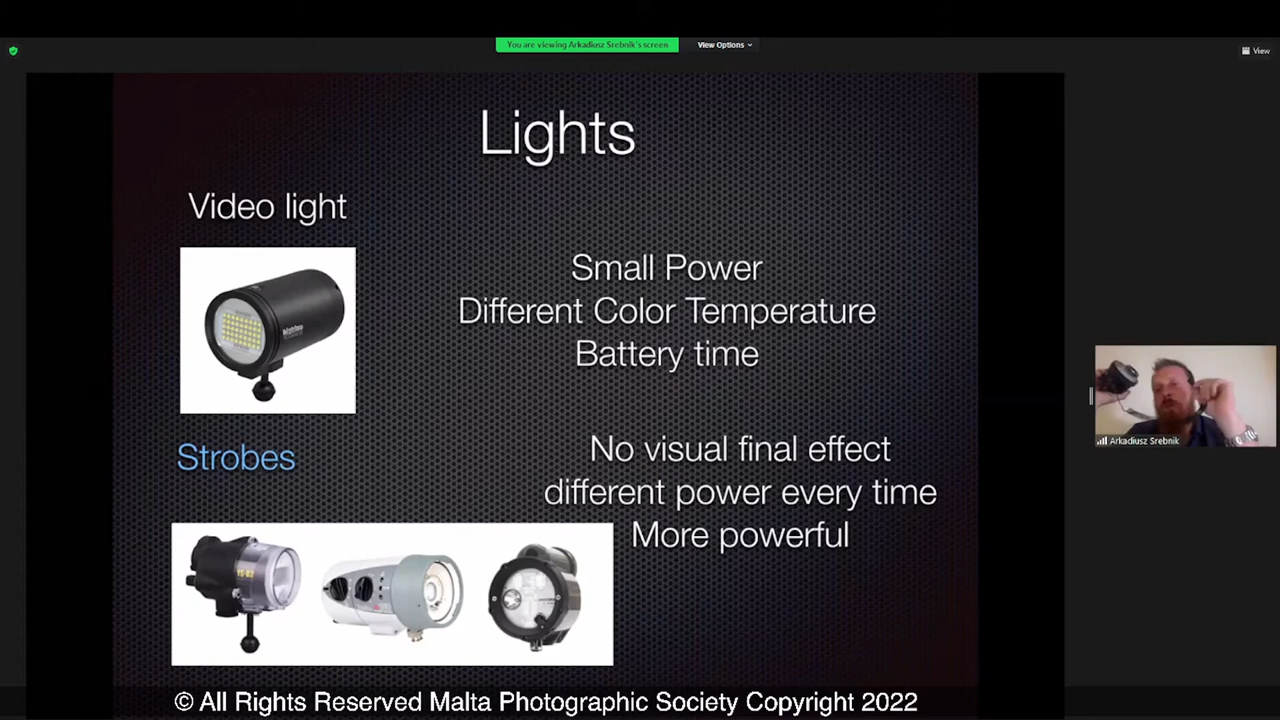 You are viewing Arkadiusz Srebnik's screen
View Options
View
Lights
Video light
Small Power
Different Color Temperature
Battery time
Strobes
No visual final effect
different power every time
More powerful
YS-D2
Arkadiusz Srebnik
© All Rights Reserved Malta Photographic Society Copyright 2022